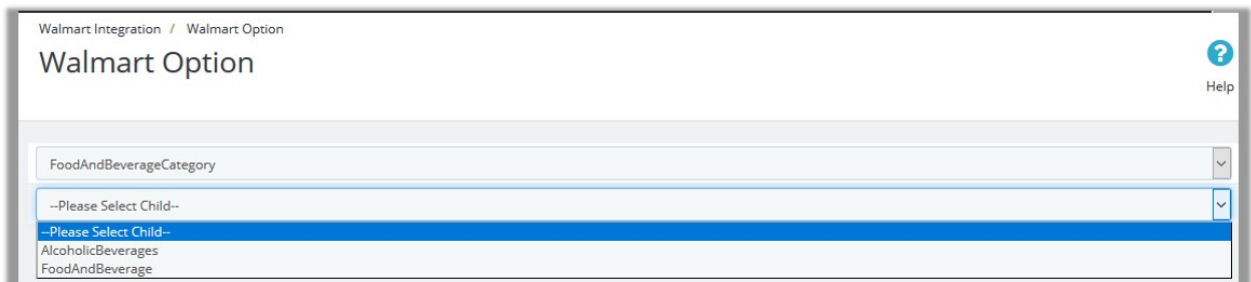 Walmart Integration / Walmart Option
Walmart Option
?
Help
FoodAndBeverageCategory
--Please Select Child--
--Please Select Child--
AlcoholicBeverages
FoodAndBeverage